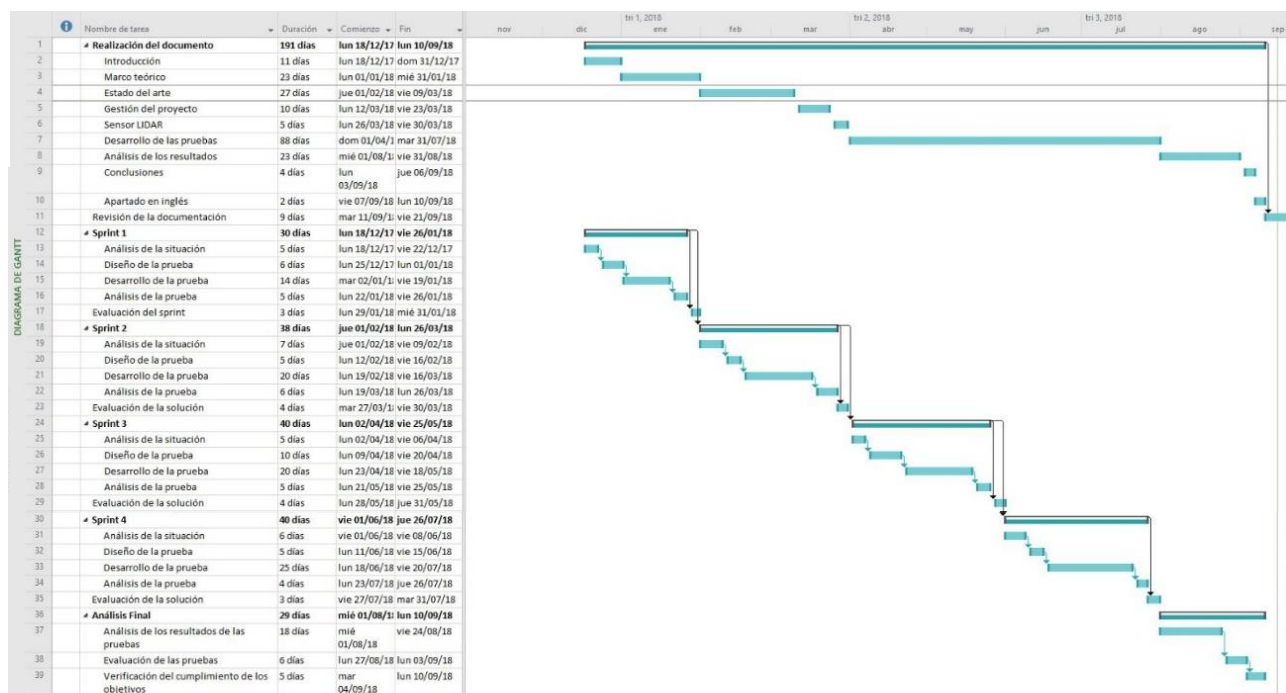 DIAGRAMA DE GANTT
Nombre de tarea Duración Comienzo Fin
tri 1, 2018 tri 2, 2018 tri 3, 2018
nov dic ene feb mar abr may jun jul ago sep
1 Realización del documento 191 días lun 18/12/17 lun 10/09/18
2 Introducción 11 días lun 18/12/17 dom 31/12/17
3 Marco teórico 23 días lun 01/01/18 mié 31/01/18
4 Estado del arte 27 días jue 01/02/18 vie 09/03/18
5 Gestión del proyecto 10 días lun 12/03/18 vie 23/03/18
6 Sensor LIDAR 5 días lun 26/03/18 vie 30/03/18
7 Desarrollo de las pruebas 88 días dom 01/04/1 mar 31/07/18
8 Análisis de los resultados 23 días mié 01/08/1 vie 31/08/18
9 Conclusiones 4 días lun jue 06/09/18
03/09/18
10 Apartado en inglés 2 días vie 07/09/18 lun 10/09/18
11 Revisión de la documentación 9 días mar 11/09/1 vie 21/09/18
12 Sprint 1 30 días lun 18/12/17 vie 26/01/18
13 Análisis de la situación 5 días lun 18/12/17 vie 22/12/17
14 Diseño de la prueba 6 días lun 25/12/17 lun 01/01/18
15 Desarrollo de la prueba 14 días mar 02/01/1 vie 19/01/18
16 Análisis de la prueba 5 días lun 22/01/18 vie 26/01/18
17 Evaluación del sprint 3 días lun 29/01/18 mié 31/01/18
18 Sprint 2 38 días jue 01/02/18 lun 26/03/18
19 Análisis de la situación 7 días jue 01/02/18 vie 09/02/18
20 Diseño de la prueba 5 días lun 12/02/18 vie 16/02/18
21 Desarrollo de la prueba 20 días lun 19/02/18 vie 16/03/18
22 Análisis de la prueba 6 días lun 19/03/18 lun 26/03/18
23 Evaluación de la solución 4 días mar 27/03/1 vie 30/03/18
24 Sprint 3 40 días lun 02/04/18 vie 25/05/18
25 Análisis de la situación 5 días lun 02/04/18 vie 06/04/18
26 Diseño de la prueba 10 días lun 09/04/18 vie 20/04/18
27 Desarrollo de la prueba 20 días lun 23/04/18 vie 18/05/18
28 Análisis de la prueba 5 días lun 21/05/18 vie 25/05/18
29 Evaluación de la solución 4 días lun 28/05/18 jue 31/05/18
30 Sprint 4 40 días vie 01/06/18 jue 26/07/18
31 Análisis de la situación 6 días vie 01/06/18 vie 08/06/18
32 Diseño de la prueba 5 días lun 11/06/18 vie 15/06/18
33 Desarrollo de la prueba 25 días lun 18/06/18 vie 20/07/18
34 Análisis de la prueba 4 días lun 23/07/18 jue 26/07/18
35 Evaluación de la solución 3 días vie 27/07/18 mar 31/07/18
36 Análisis Final 29 días mié 01/08/1 lun 10/09/18
37 Análisis de los resultados de las 18 días mié vie 24/08/18
pruebas 01/08/18
38 Evaluación de las pruebas 6 días lun 27/08/18 lun 03/09/18
39 Verificación del cumplimiento de los 5 días mar lun 10/09/18
objetivos 04/09/18